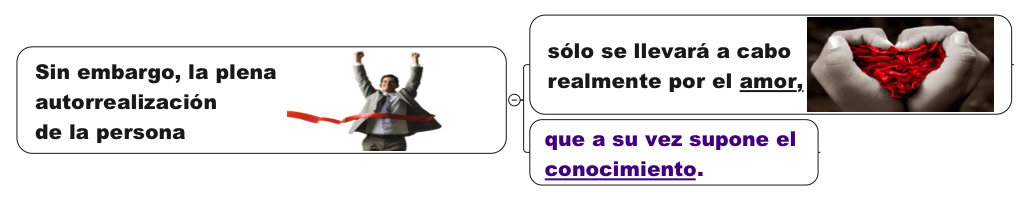 Sin embargo, la plena
autorrealización
de la persona
sólo se llevará a cabo
realmente por el amor,
que a su vez supone el
conocimiento.